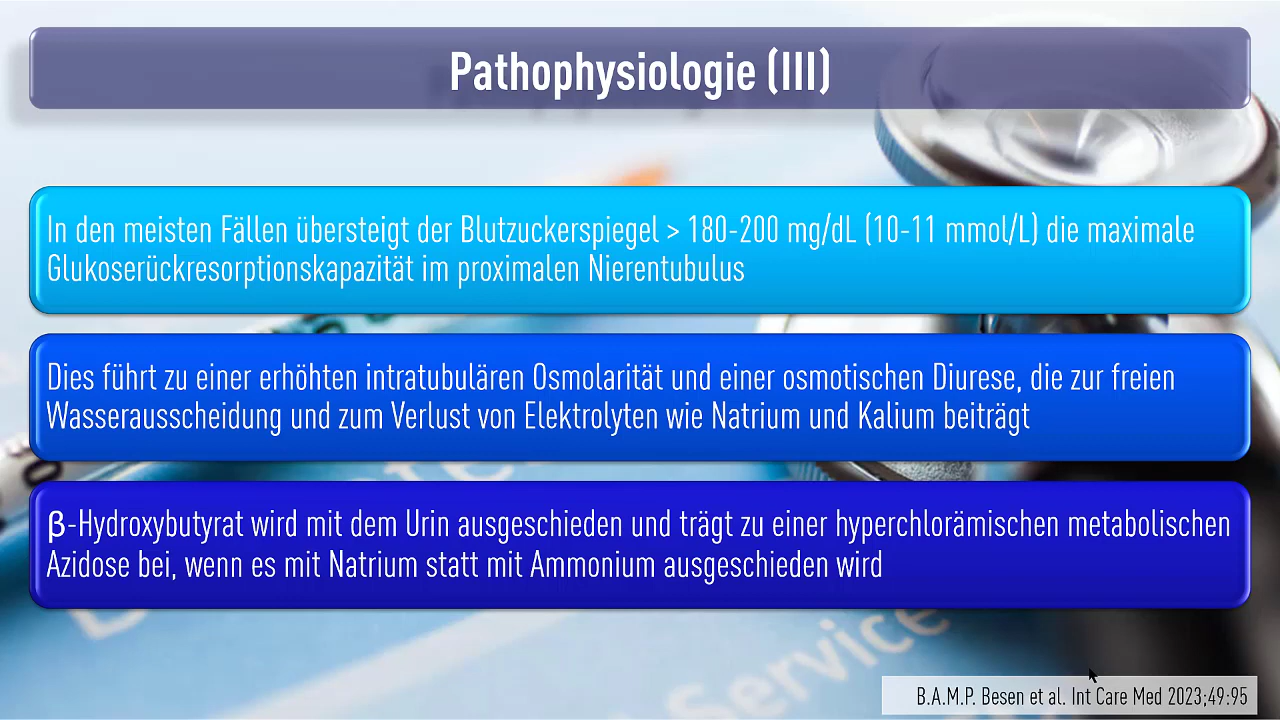 Pathophysiologie (III)
In den meisten Fällen übersteigt der Blutzuckerspiegel > 180-200 mg/dL (10-11 mmol/L) die maximale
Glukoserückresorptionskapazität im proximalen Nierentubulus
Dies führt zu einer erhöhten intratubulären Osmolarität und einer osmotischen Diurese, die zur freien
Wasserausscheidung und zum Verlust von Elektrolyten wie Natrium und Kalium beiträgt
β-Hydroxybutyrat wird mit dem Urin ausgeschieden und trägt zu einer hyperchlorämischen metabolischen
Azidose bei, wenn es mit Natrium statt mit Ammonium ausgeschieden wird
Service
B.A.M.P. Besen et al. Int Care Med 2023;49:95